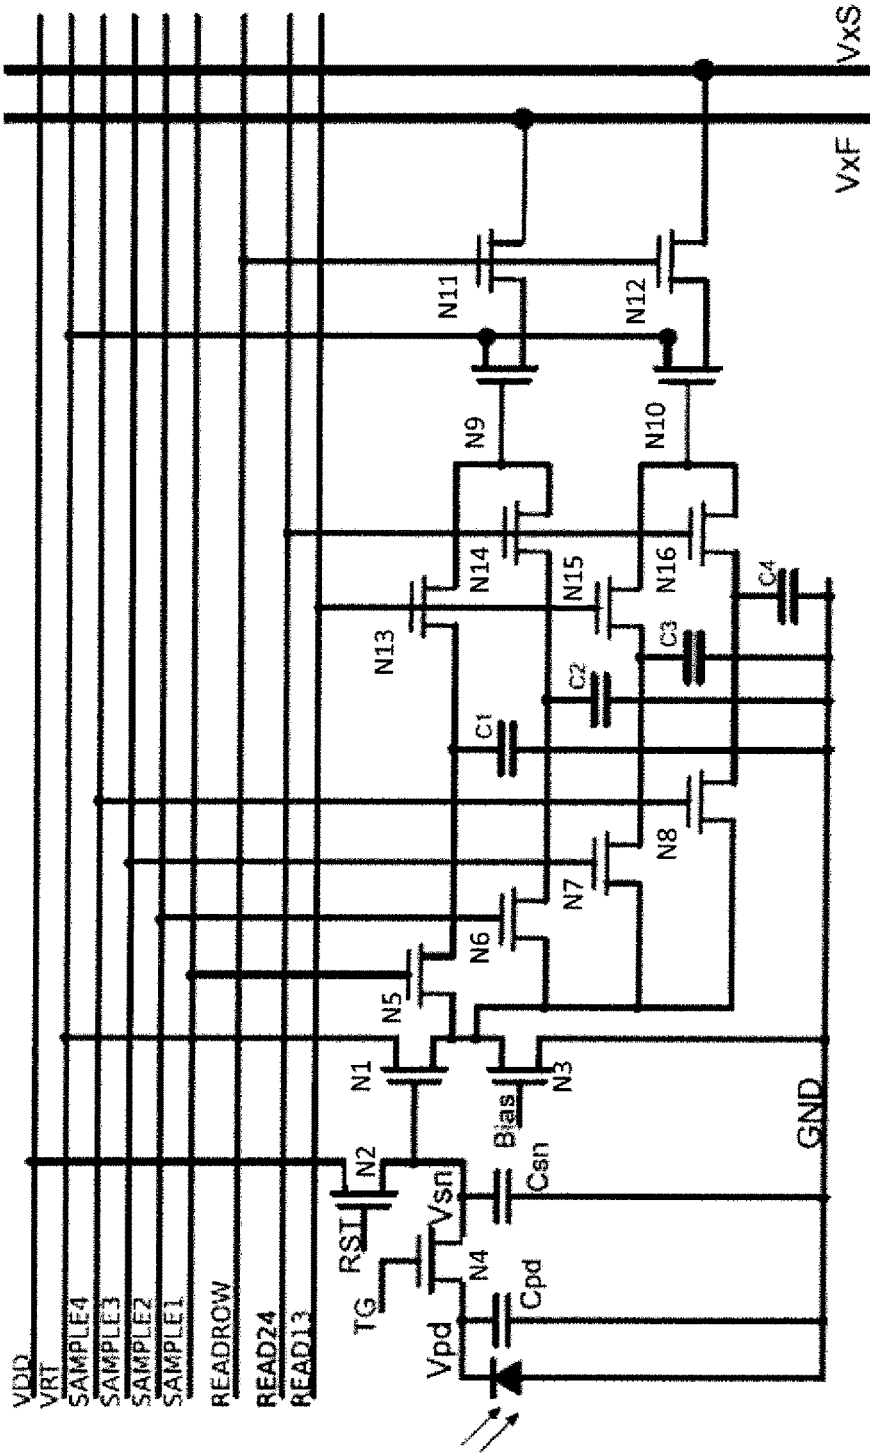 VDD
VRT
SAMPLE4
SAMPLE3
SAMPLE2
SAMPLE1
READROW
READ24
READ13
VxS
VxF
N11
N12
N9
N10
N14
N13
N15
N16
C4
C3
C2
C1
N8
N7
N6
N5
N1
N3
Bias
GND
N2
RST
Vsn
Csn
TG
N4
Vpd
Cpd